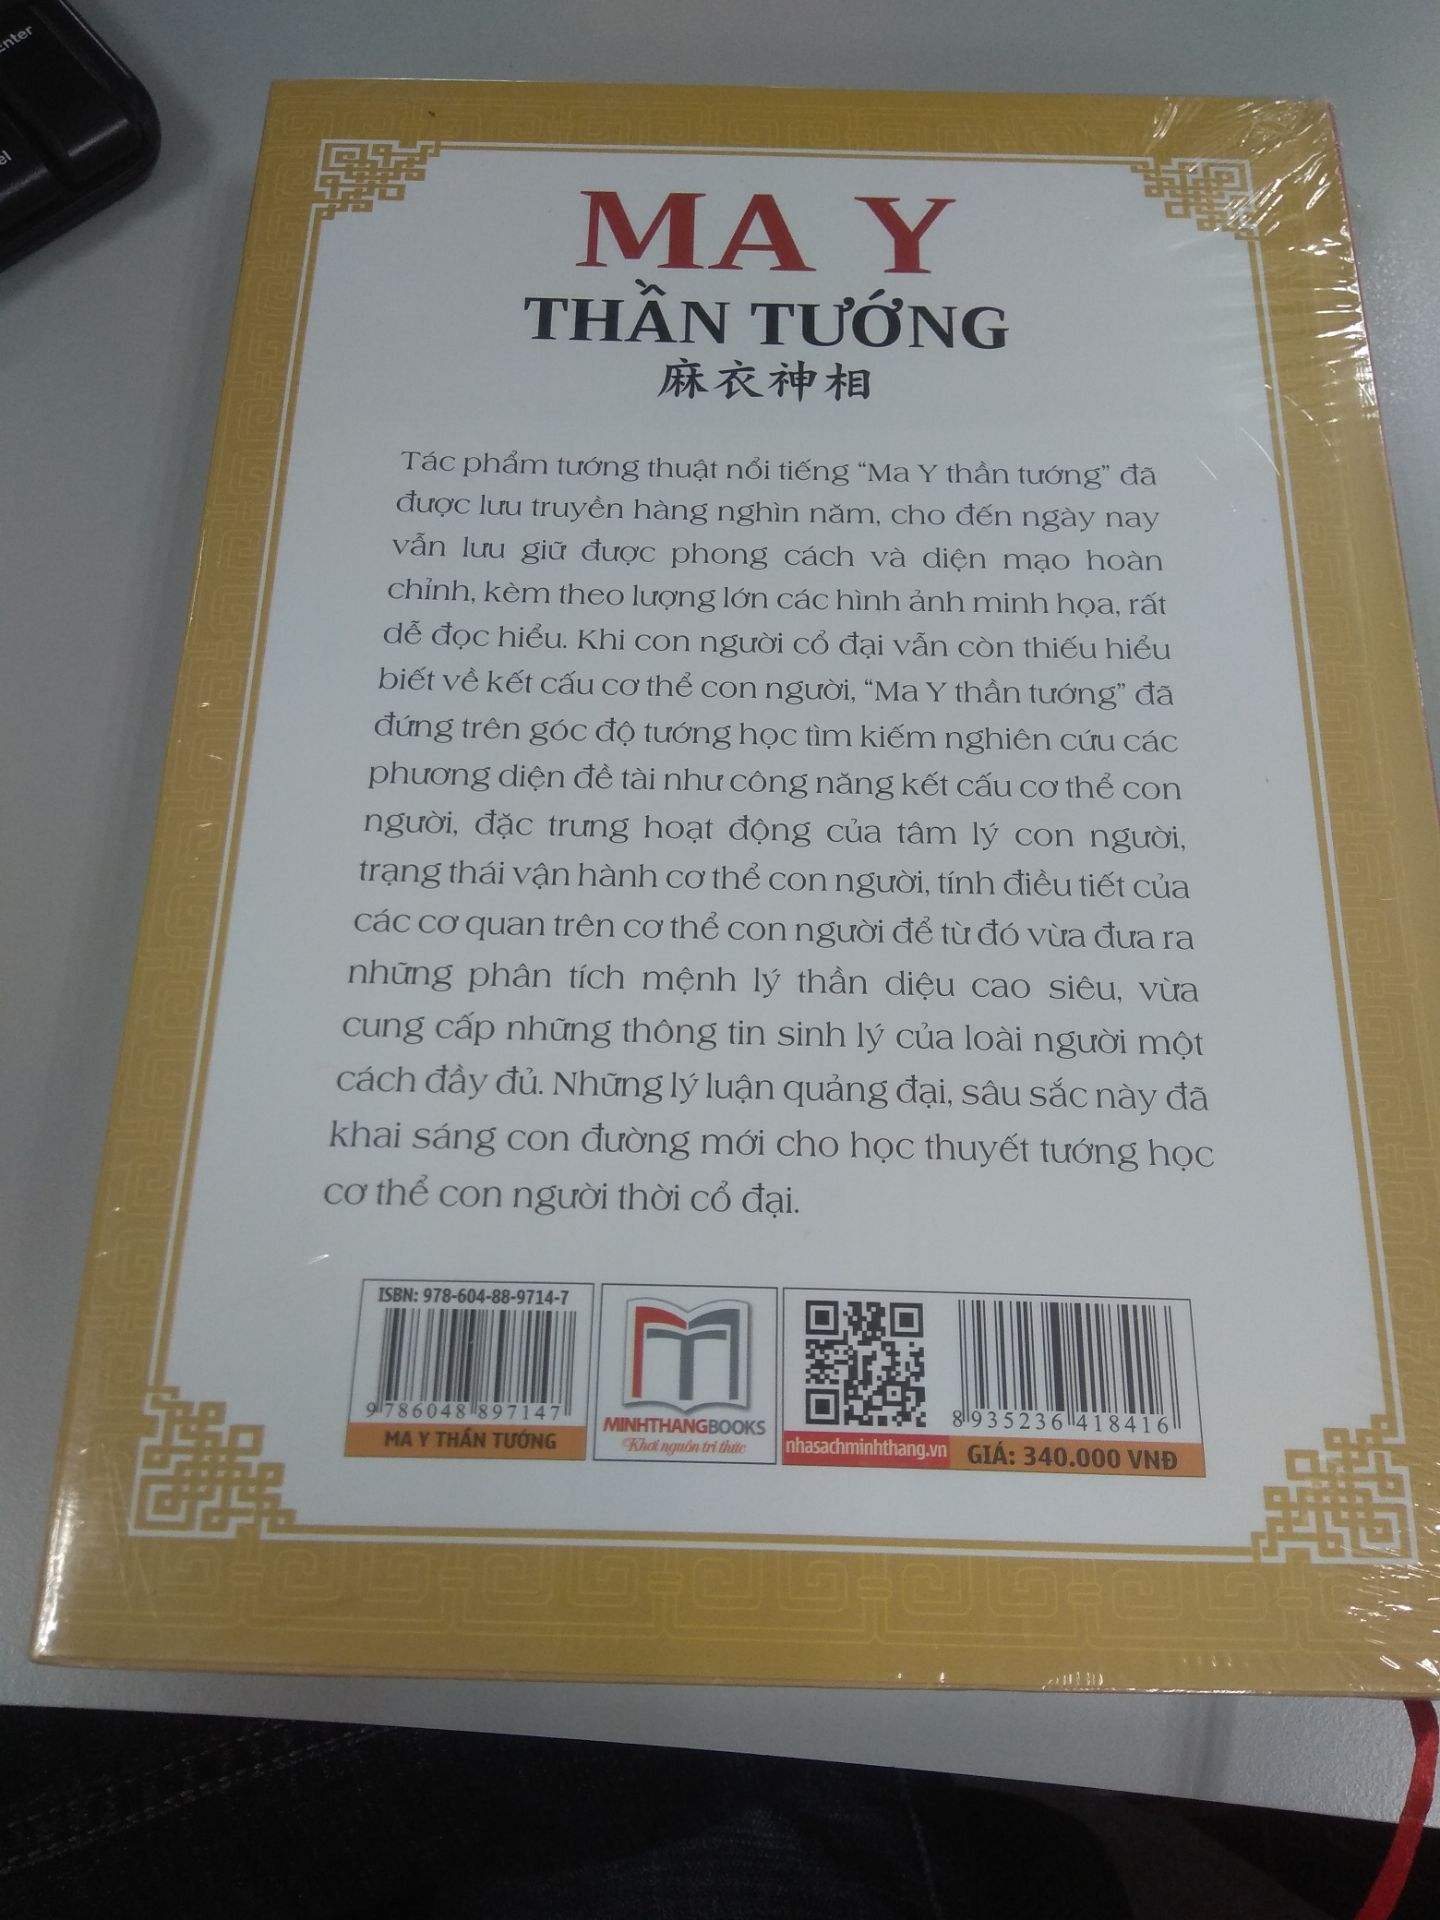 Enter
MA Y
THẦN TƯỚNG
麻衣神相
Tác phẩm tướng thuật nổi tiếng “Ma Y thần tướng” đã
được lưu truyền hàng nghìn năm, cho đến ngày nay
vẫn lưu giữ được phong cách và diện mạo hoàn
chỉnh, kèm theo lượng lớn các hình ảnh minh họa, rất
dễ đọc hiểu. Khi con người cổ đại vẫn còn thiếu hiểu
biết về kết cấu cơ thể con người, “Ma Y thần tướng” đã
đứng trên góc độ tướng học tìm kiếm nghiên cứu các
phương diện đề tài như công năng kết cấu cơ thể con
người, đặc trưng hoạt động của tâm lý con người,
trạng thái vận hành cơ thể con người, tính điều tiết của
các cơ quan trên cơ thể con người để từ đó vừa đưa ra
những phân tích mệnh lý thần diệu cao siêu, vừa
cung cấp những thông tin sinh lý của loài người một
cách đầy đủ. Những lý luận quảng đại, sâu sắc này đã
khai sáng con đường mới cho học thuyết tướng học
cơ thể con người thời cổ đại.
ISBN: 978-604-88-9714-7
9 786048 897147
MA Y THẦN TƯỚNG
MINHTHANGBOOKS
Khơi nguồn tri thức
nhasachminhthang.vn
8 935236 418416
GIÁ: 340.000 VNĐ